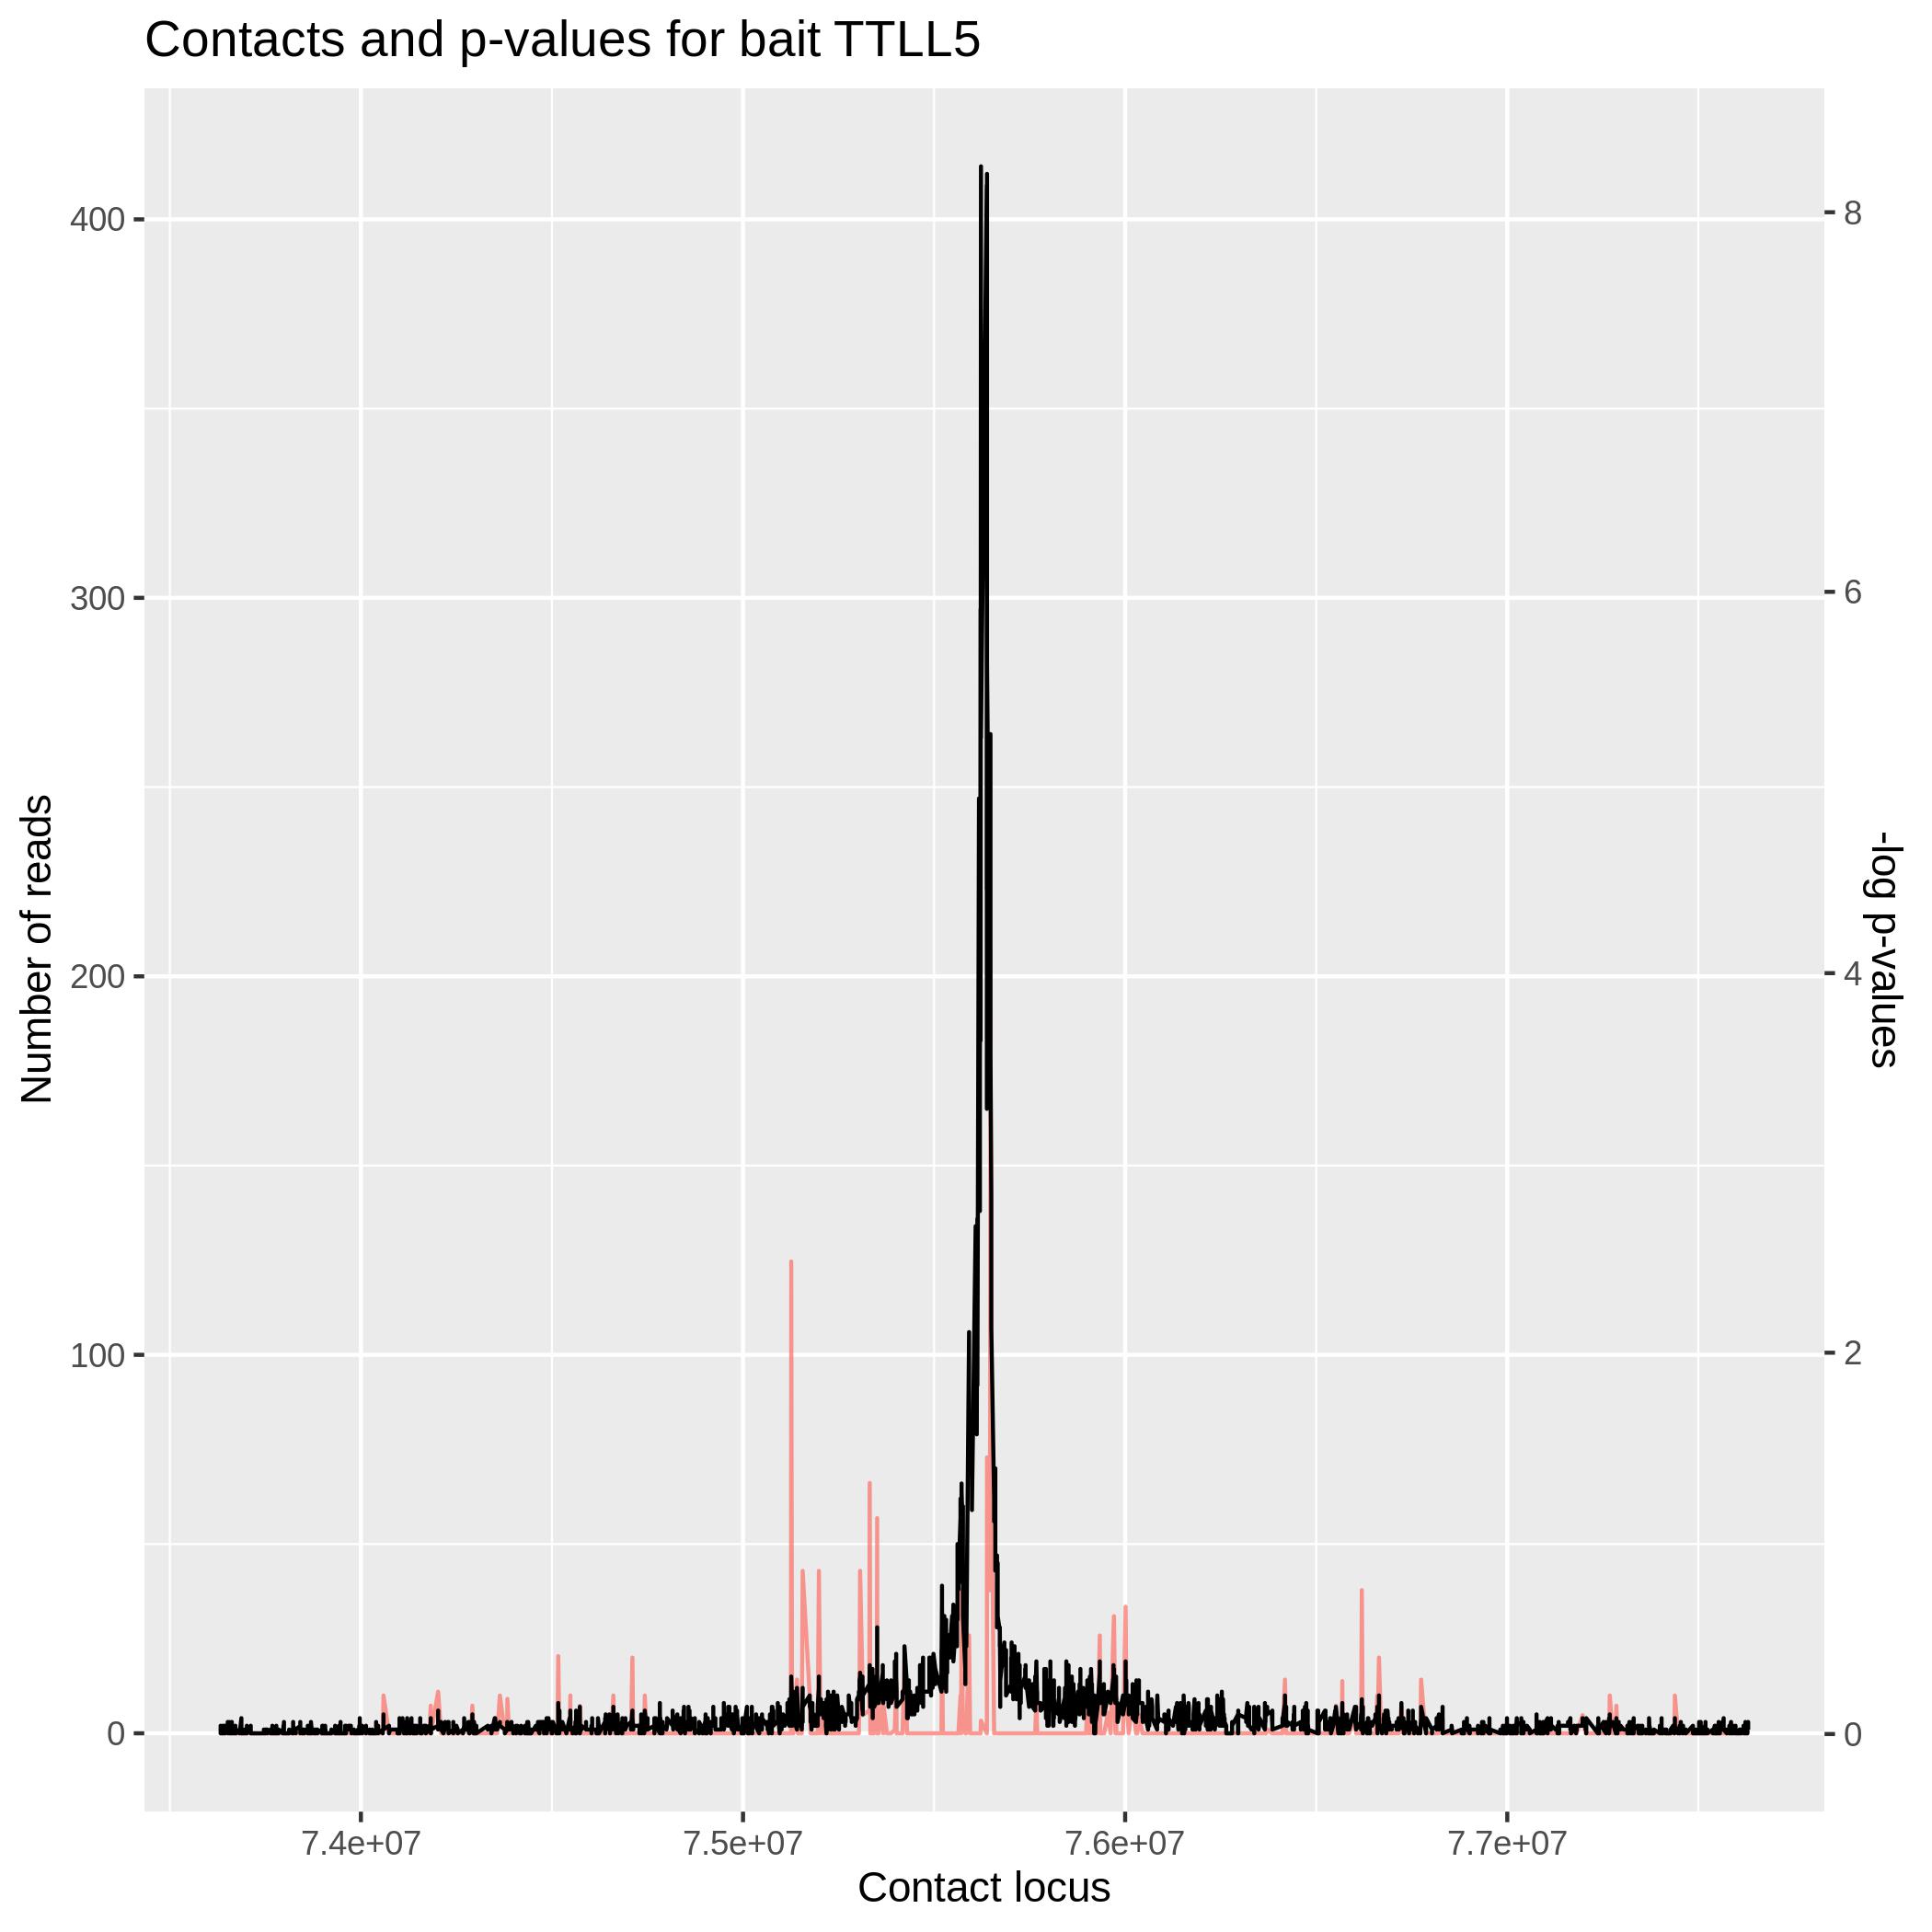 Contacts and p-values for bait TTLL5
Number of reads
400
300
200
100
0
8
6
4
2
0
-log p-values
7.4e+07
7.5e+07
7.6e+07
7.7e+07
Contact locus